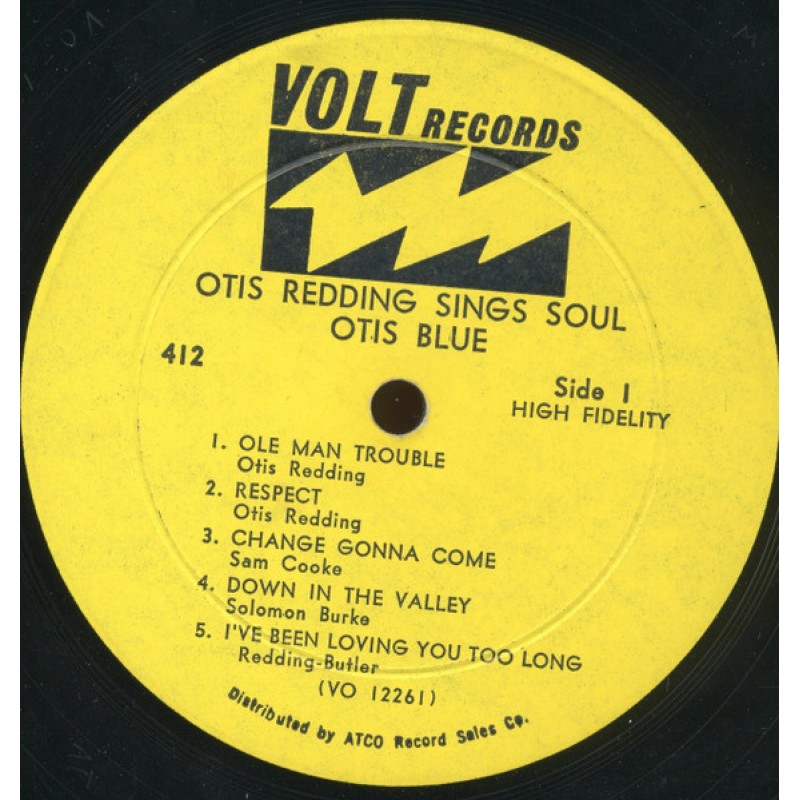 VOLT RECORDS
OTIS REDDING SINGS SOUL
OTIS BLUE
412
Side 1
HIGH FIDELITY
1. OLE MAN TROUBLE
Otis Redding
2. RESPECT
Otis Redding
3. CHANGE GONNA COME
Sam Cooke
4. DOWN IN THE VALLEY
Solomon Burke
5. I'VE BEEN LOVING YOU TOO LONG
Redding-Butler
(VO 12261)
Distributed by ATCO Record Sales Co.